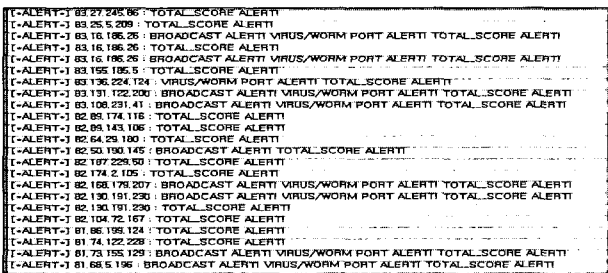 [-ALERT-] 83.27.245.66 : TOTAL_SCORE ALERT!
[-ALERT-] 83.25.5.209 : TOTAL_SCORE ALERT!
[-ALERT-] 83.16.186.26 : BROADCAST ALERT! VIRUS/WORM PORT ALERT! TOTAL_SCORE ALERT!
[-ALERT-] 83.16.186.26 : TOTAL_SCORE ALERT!
[-ALERT-] 83.16.186.26 : BROADCAST ALERT! VIRUS/WORM PORT ALERT! TOTAL_SCORE ALERT!
[-ALERT-] 83.155.185.5 : TOTAL_SCORE ALERT!
[-ALERT-] 83.136.224.124 : VIRUS/WORM PORT ALERT! TOTAL_SCORE ALERT!
[-ALERT-] 83.131.122.200 : BROADCAST ALERT! VIRUS/WORM PORT ALERT! TOTAL_SCORE ALERT!
[-ALERT-] 83.108.231.41 : BROADCAST ALERT! VIRUS/WORM PORT ALERT! TOTAL_SCORE ALERT!
[-ALERT-] 82.89.174.116 : TOTAL_SCORE ALERT!
[-ALERT-] 82.89.143.106 : TOTAL_SCORE ALERT!
[-ALERT-] 82.64.29.180 : TOTAL_SCORE ALERT!
[-ALERT-] 82.50.190.145 : BROADCAST ALERT! TOTAL_SCORE ALERT!
[-ALERT-] 82.187.229.50 : TOTAL_SCORE ALERT!
[-ALERT-] 82.174.2.105 : TOTAL_SCORE ALERT!
[-ALERT-] 82.168.179.207 : BROADCAST ALERT! VIRUS/WORM PORT ALERT! TOTAL_SCORE ALERT!
[-ALERT-] 82.130.191.230 : BROADCAST ALERT! VIRUS/WORM PORT ALERT! TOTAL_SCORE ALERT!
[-ALERT-] 82.130.191.230 : TOTAL_SCORE ALERT!
[-ALERT-] 82.104.72.167 : TOTAL_SCORE ALERT!
[-ALERT-] 81.86.199.124 : TOTAL_SCORE ALERT!
[-ALERT-] 81.74.122.228 : TOTAL_SCORE ALERT!
[-ALERT-] 81.73.155.129 : BROADCAST ALERT! VIRUS/WORM PORT ALERT! TOTAL_SCORE ALERT!
[-ALERT-] 81.68.5.196 : BROADCAST ALERT! VIRUS/WORM PORT ALERT! TOTAL_SCORE ALERT!